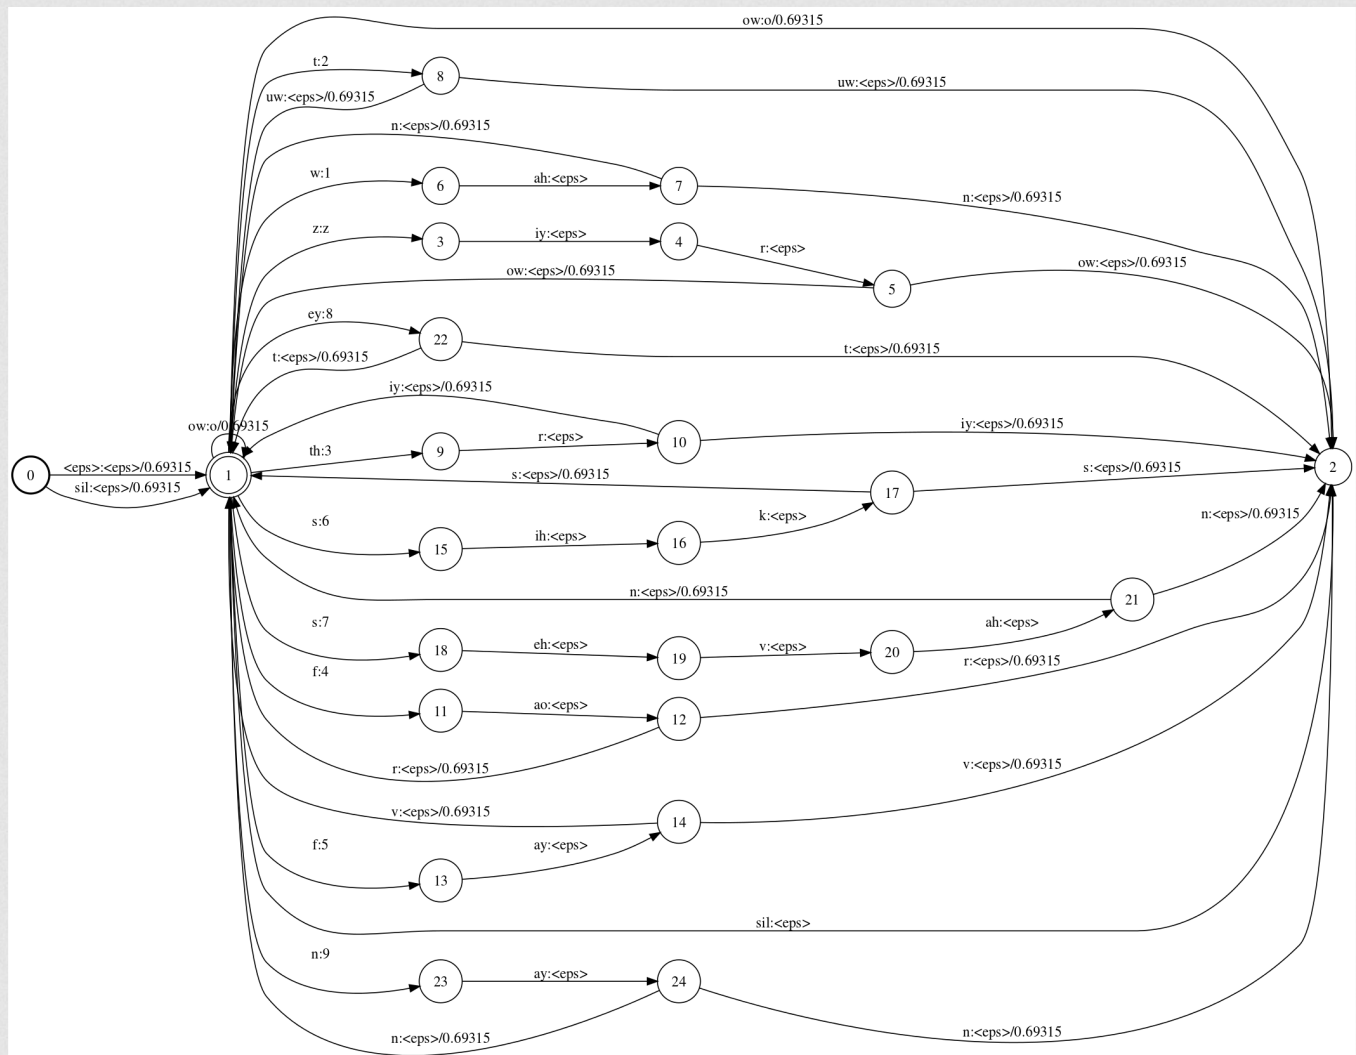 ow:o/0.69315
t:2
8
uw:<eps>/0.69315
uw:<eps>/0.69315
n:<eps>/0.69315
w:1
6
ah:<eps>
7
n:<eps>/0.69315
z:z
3
iy:<eps>
4
r:<eps>
ow:<eps>/0.69315
5
ow:<eps>/0.69315
ey:8
22
t:<eps>/0.69315
t:<eps>/0.69315
iy:<eps>/0.69315
ow:o/0.69315
th:3
9
r:<eps>
10
iy:<eps>/0.69315
0
<eps>:<eps>/0.69315
sil:<eps>/0.69315
1
s:<eps>/0.69315
17
s:<eps>/0.69315
2
s:6
15
ih:<eps>
16
k:<eps>
n:<eps>/0.69315
n:<eps>/0.69315
21
s:7
18
eh:<eps>
19
v:<eps>
20
ah:<eps>
f:4
11
ao:<eps>
12
r:<eps>/0.69315
r:<eps>/0.69315
v:<eps>/0.69315
14
v:<eps>/0.69315
f:5
13
ay:<eps>
sil:<eps>
n:9
23
ay:<eps>
24
n:<eps>/0.69315
n:<eps>/0.69315